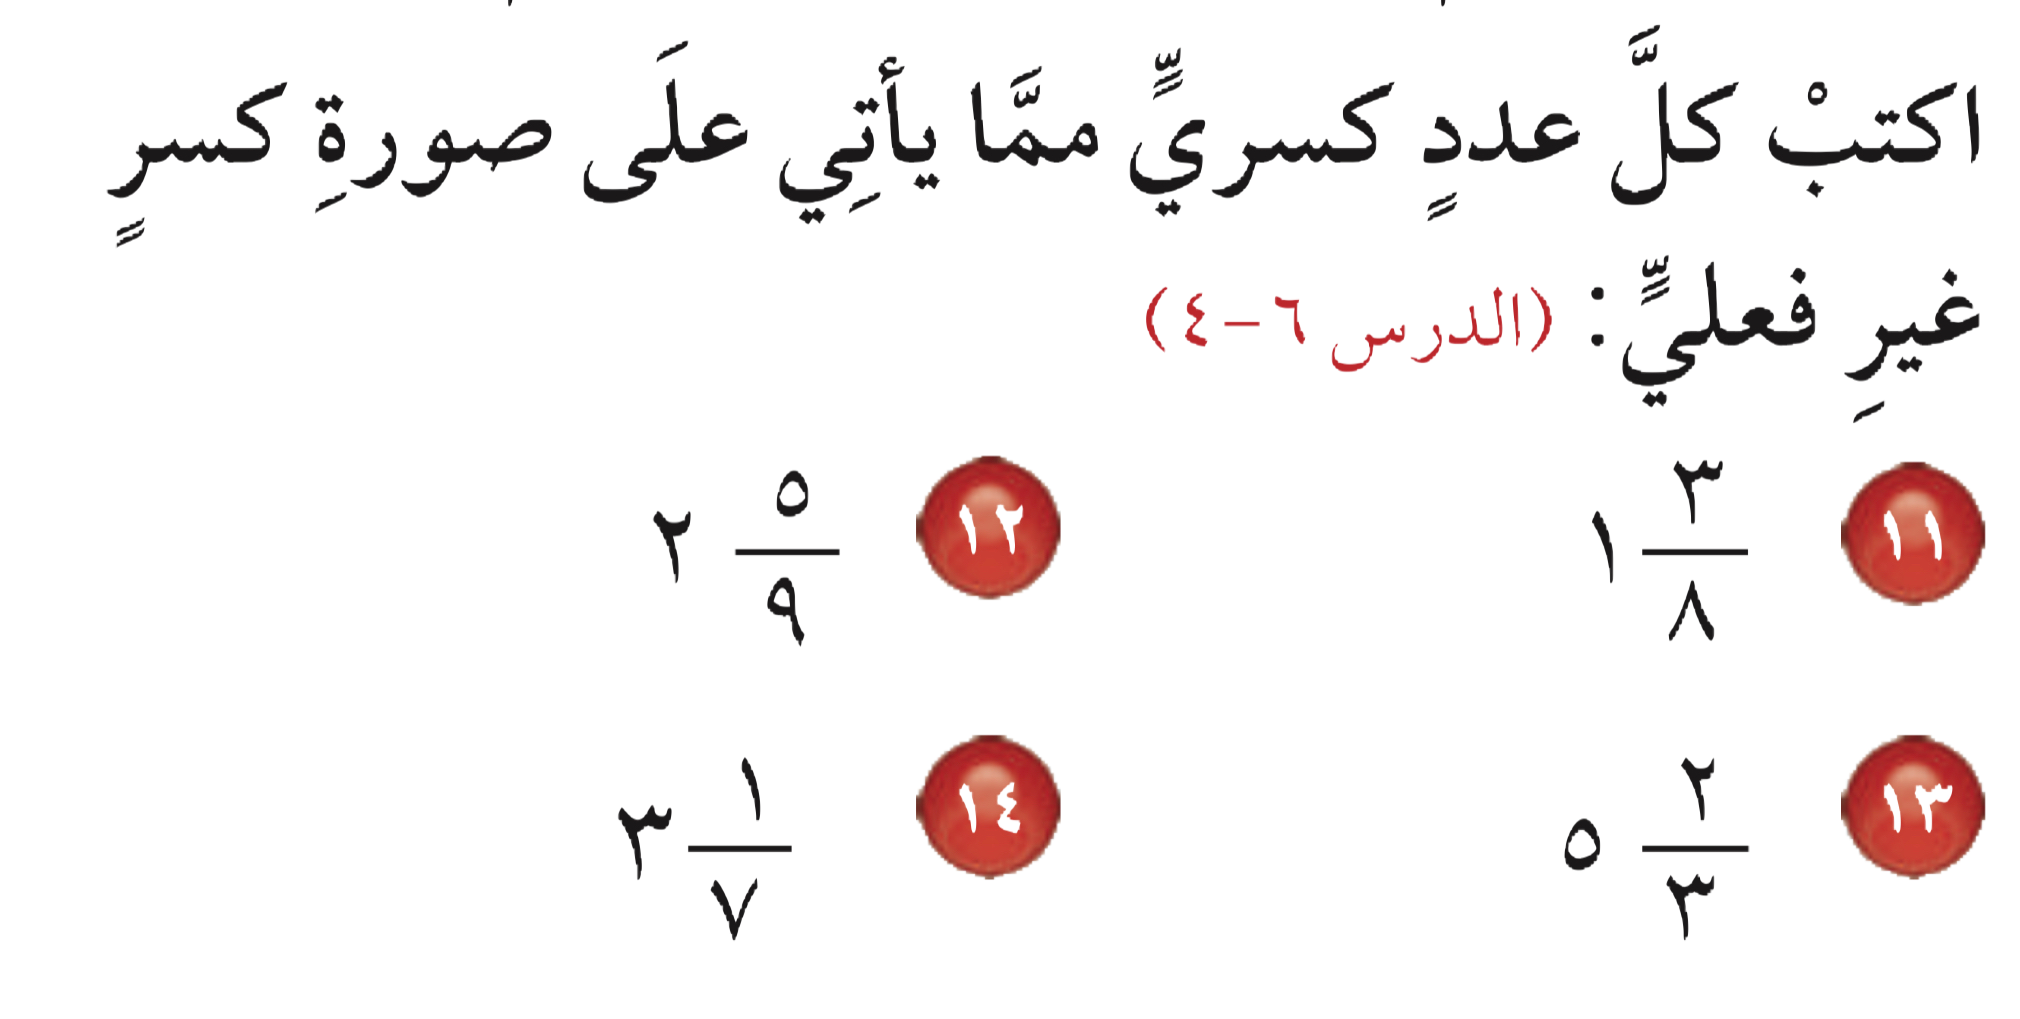 اكتبْ كلَّ عددٍ كسريٍّ ممَّا يأتِي علَى صورةِ كسرٍ
غيرِ فعليٍّ : (الدرس ٦-٤)
١١ ١ ٣/٨ ١٢ ٢ ٥/٩
١٣ ٥ ٢/٣ ١٤ ٣ ١/٧